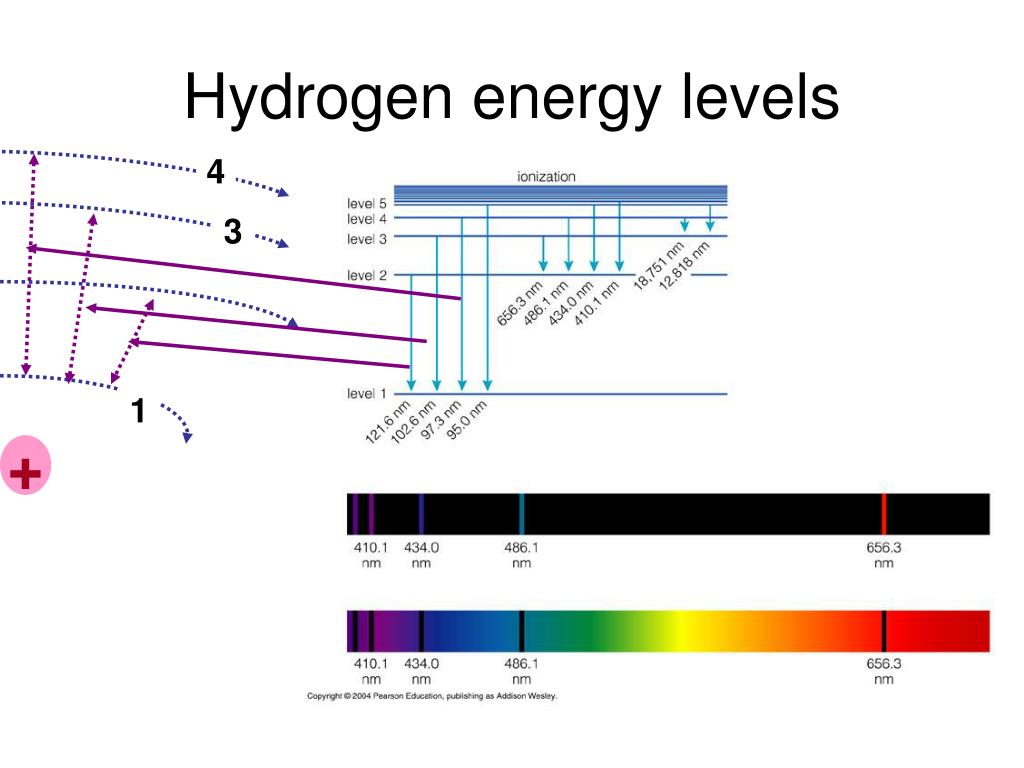 Hydrogen energy levels
4
3
1
+
ionization
level 5
level 4
level 3
level 2
level 1
18,751 nm
12,818 nm
656.3 nm
486.1 nm
434.0 nm
410.1 nm
121.6 nm
102.6 nm
97.3 nm
95.0 nm
410.1 434.0 486.1 656.3
nm nm nm nm
410.1 434.0 486.1 656.3
nm nm nm nm
Copyright © 2004 Pearson Education, publishing as Addison Wesley.